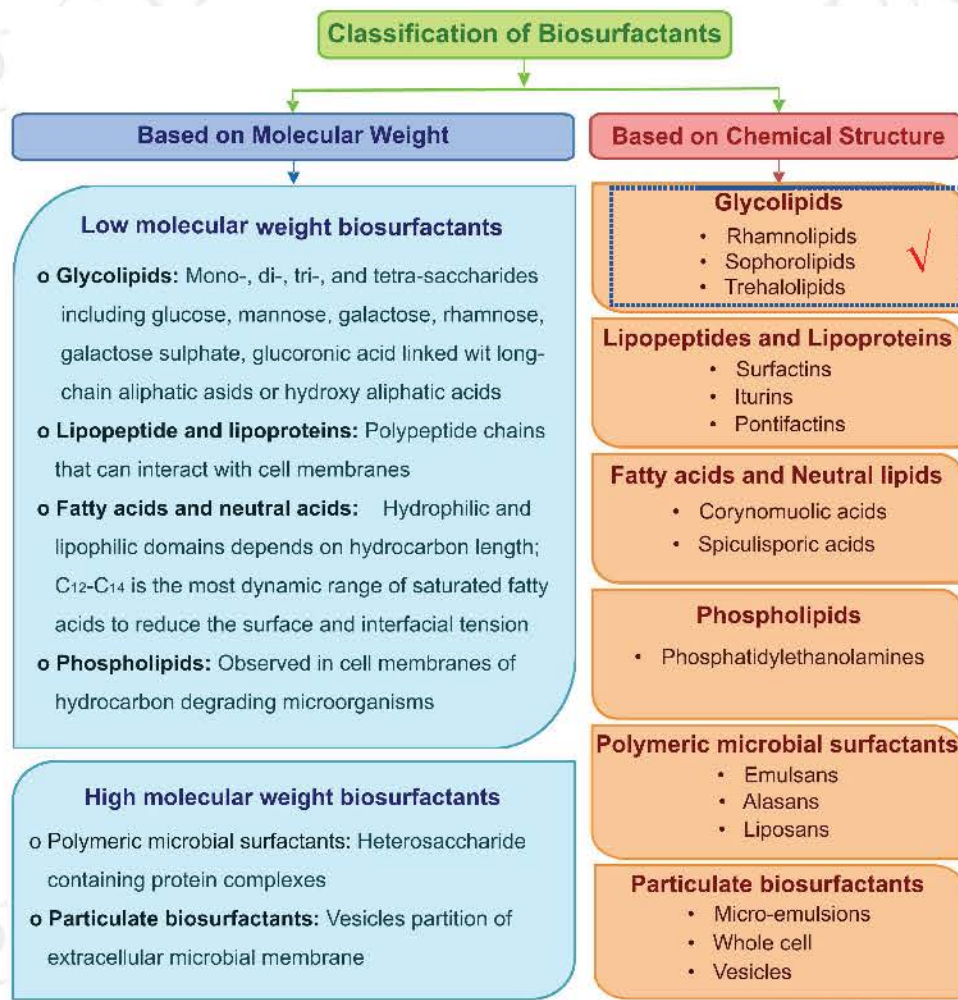 Classification of Biosurfactants
Based on Molecular Weight
Low molecular weight biosurfactants
o Glycolipids: Mono-, di-, tri-, and tetra-saccharides
including glucose, mannose, galactose, rhamnose,
galactose sulphate, glucoronic acid linked wit long-
chain aliphatic asids or hydroxy aliphatic acids
o Lipopeptide and lipoproteins: Polypeptide chains
that can interact with cell membranes
o Fatty acids and neutral acids: Hydrophilic and
lipophilic domains depends on hydrocarbon length;
C₁₂-C₁₄ is the most dynamic range of saturated fatty
acids to reduce the surface and interfacial tension
o Phospholipids: Observed in cell membranes of
hydrocarbon degrading microorganisms
High molecular weight biosurfactants
o Polymeric microbial surfactants: Heterosaccharide
containing protein complexes
o Particulate biosurfactants: Vesicles partition of
extracellular microbial membrane
Based on Chemical Structure
Glycolipids
• Rhamnolipids
• Sophorolipids
• Trehalolipids
√
Lipopeptides and Lipoproteins
• Surfactins
• Iturins
• Pontifactins
Fatty acids and Neutral lipids
• Corynomuolic acids
• Spiculisporic acids
Phospholipids
• Phosphatidylethanolamines
Polymeric microbial surfactants
• Emulsans
• Alasans
• Liposans
Particulate biosurfactants
• Micro-emulsions
• Whole cell
• Vesicles